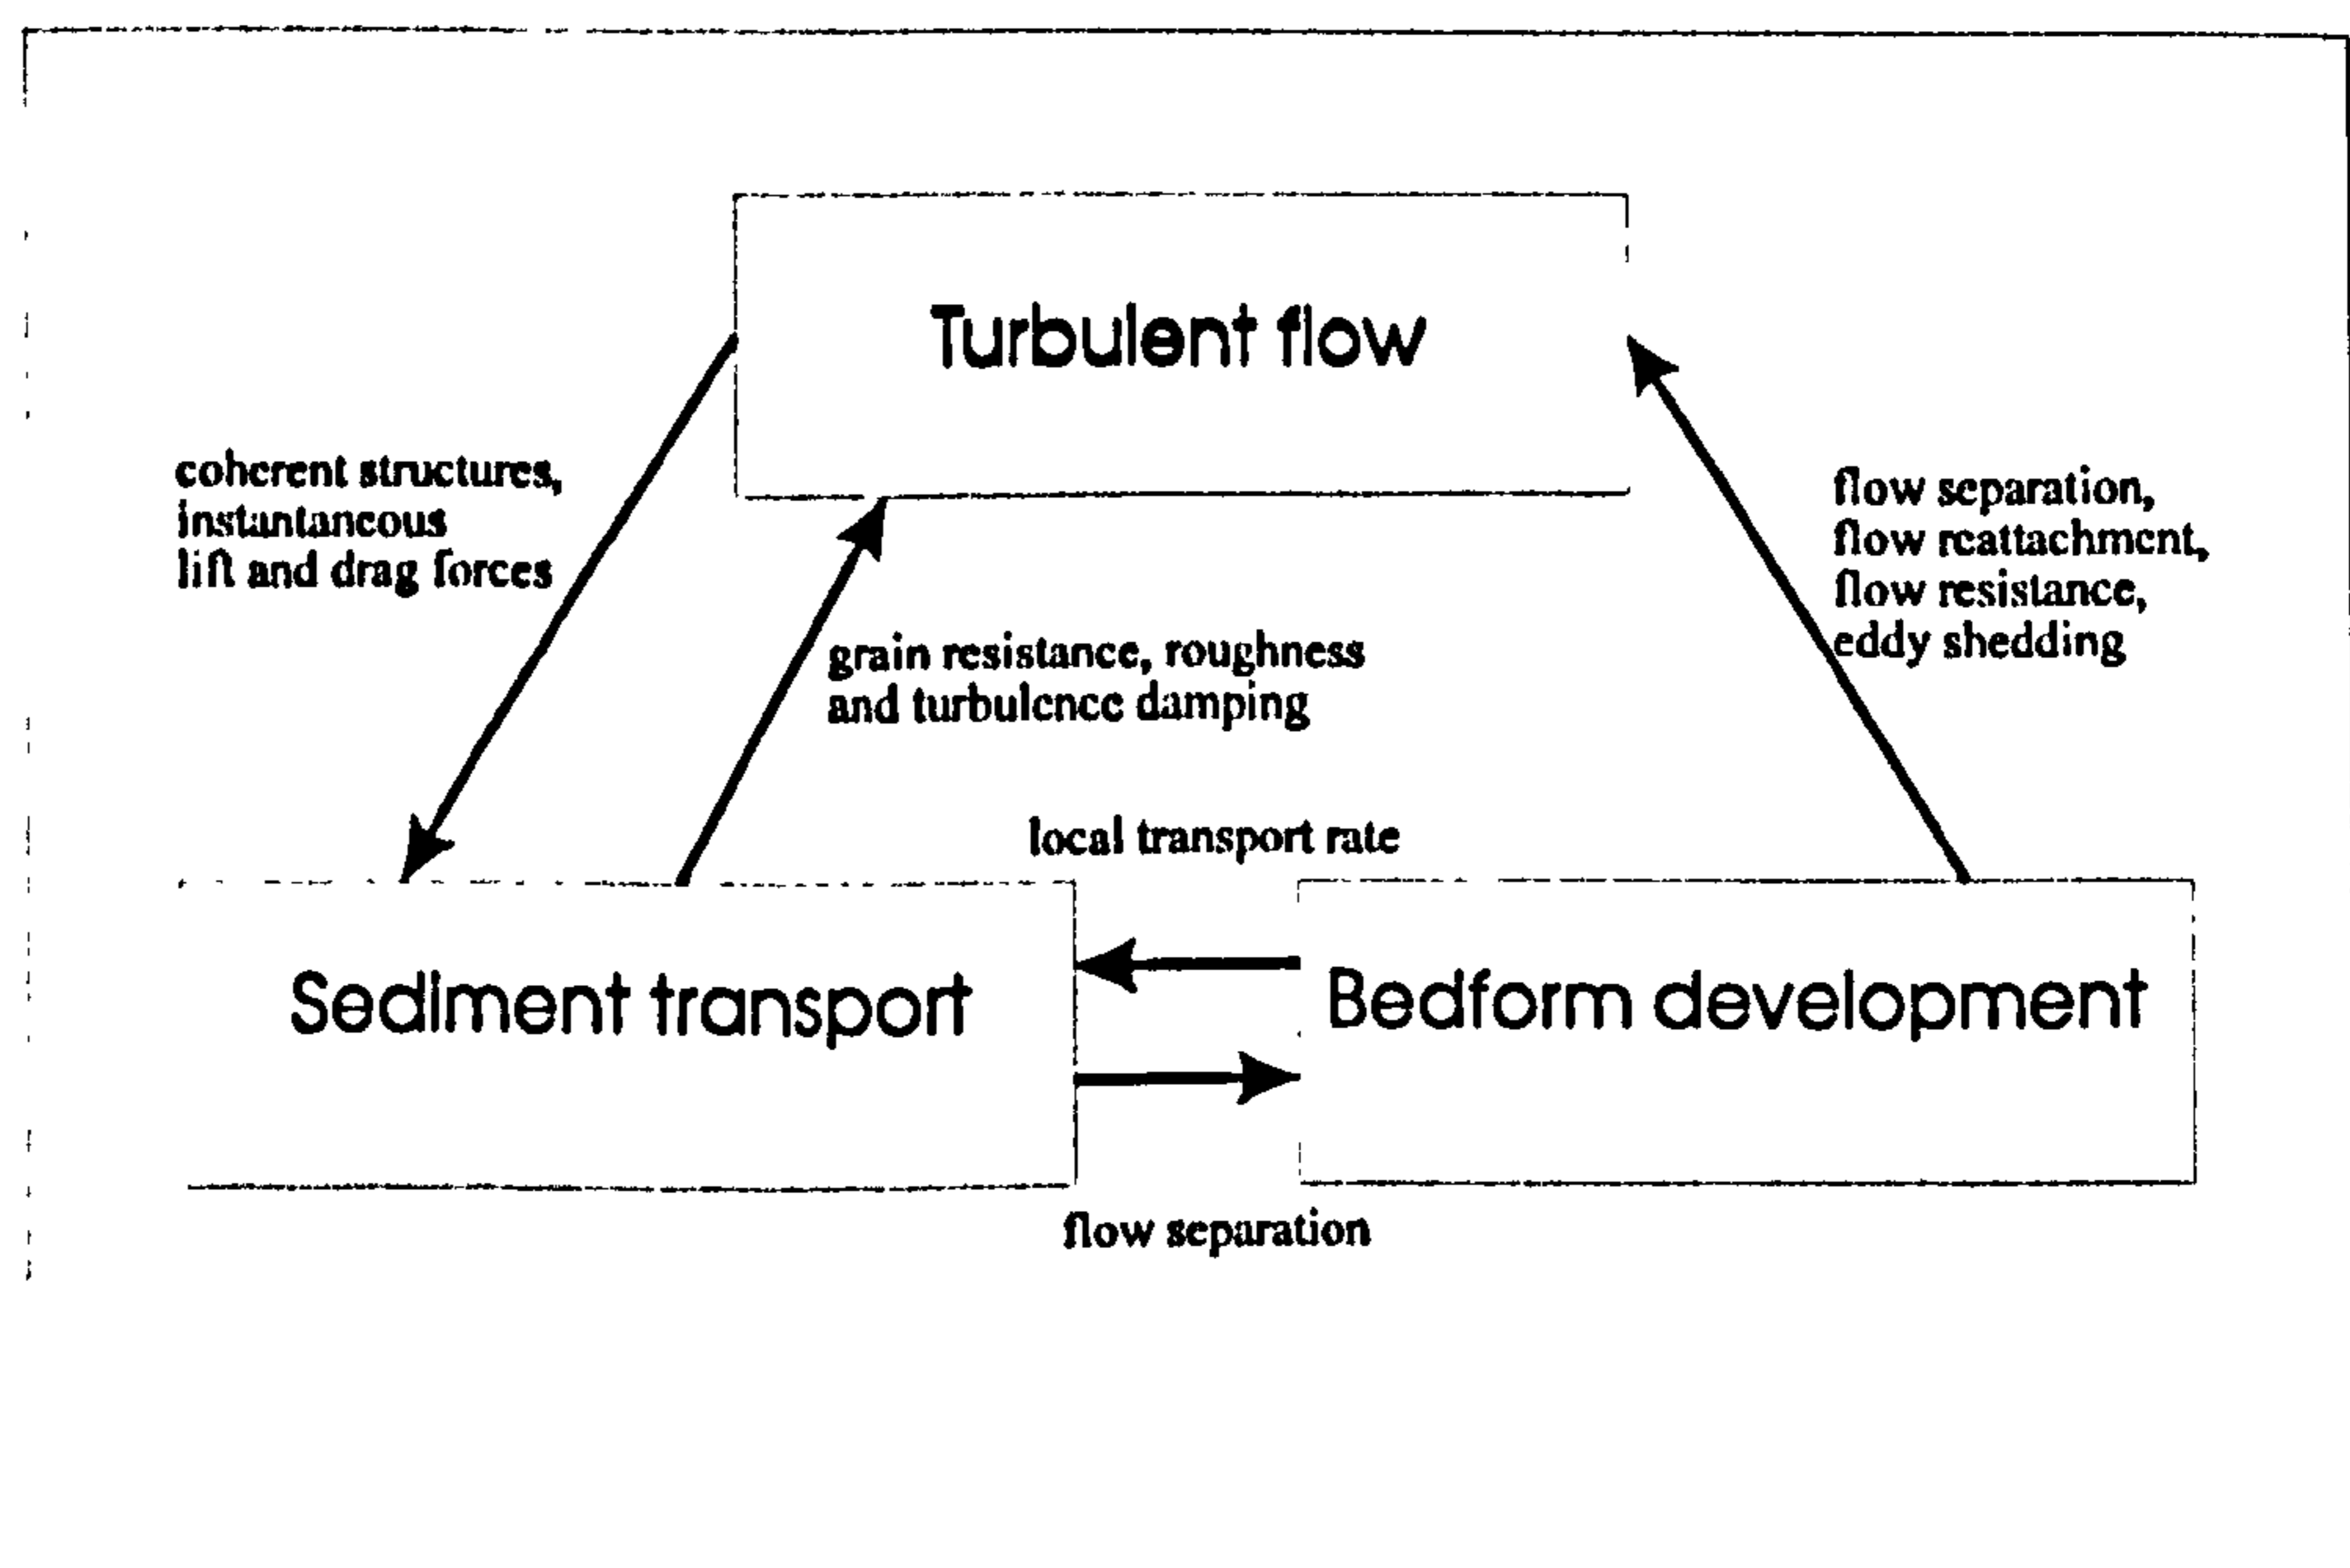 Turbulent flow
coherent structures,
instantaneous
lift and drag forces
flow separation,
flow reattachment,
flow resistance,
eddy shedding
grain resistance, roughness
and turbulence damping
local transport rate
Sediment transport
Bedform development
flow separation